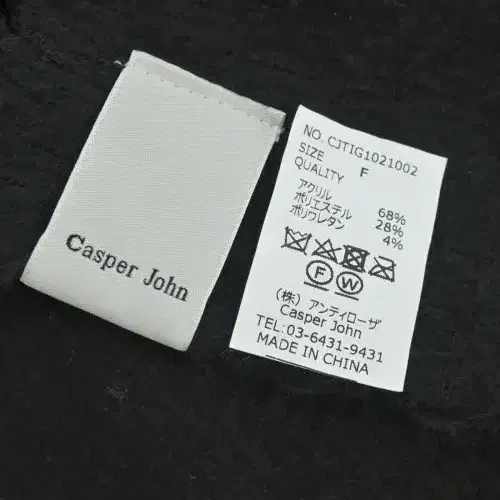 Casper John
NO. CJTIG1021002
SIZE F
QUALITY
アクリル 68%
ポリエステル 28%
ポリウレタン 4%
F W
(株) アンティローザ
Casper John
TEL:03-6431-9431
MADE IN CHINA